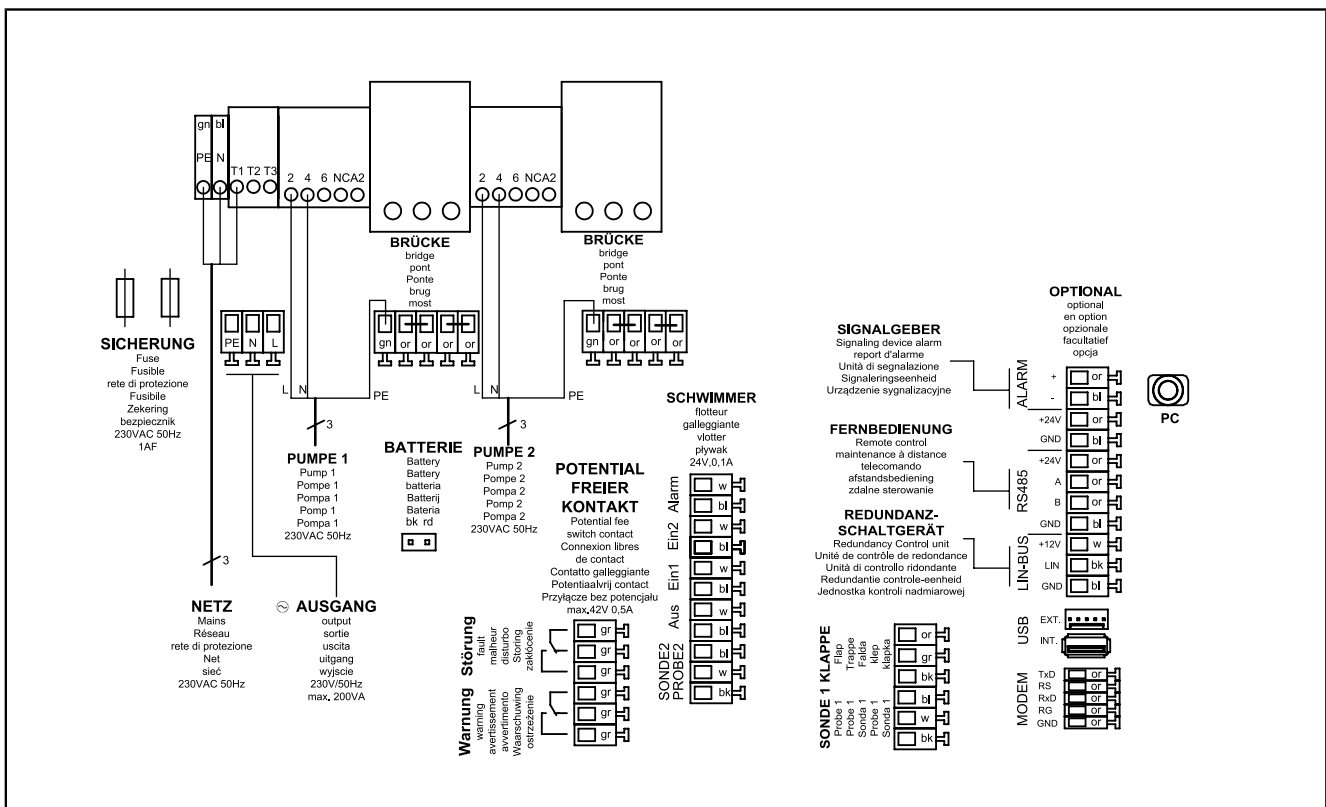 gn bl
PE N
T1 T2 T3
2 4 6 NCA2
2 4 6 NCA2
BRÜCKE
bridge
pont
Ponte
brug
most
gn or or or or
BRÜCKE
bridge
pont
Ponte
brug
most
gn or or or or
SICHERUNG
Fuse
Fusible
rete di protezione
Fusibile
Zekering
bezpiecznik
230VAC 50Hz
1AF
PE N L
L N PE
3
L N PE
3
PUMPE 1
Pump 1
Pompe 1
Pompa 1
Pomp 1
Pompa 1
230VAC 50Hz
BATTERIE
Battery
Battery
batteria
Batterij
Bateria
bk rd
PUMPE 2
Pump 2
Pompe 2
Pompa 2
Pomp 2
Pompa 2
230VAC 50Hz
3
NETZ
Mains
Réseau
rete di protezione
Net
sieć
230VAC 50Hz
AUSGANG
output
sortie
uscita
uitgang
wyjscie
230V/50Hz
max. 200VA
POTENTIAL
FREIER
KONTAKT
Potential fee
switch contact
Connexion libres
de contact
Contatto galleggiante
Potentiaalvrij contact
Przyłącze bez potencjału
max.42V 0,5A
Störung
fault
malheur
disturbo
Storing
zakłócenie
gr
gr
gr
Warnung
warning
avertissement
avvertimento
Waarschuwing
ostrzeżenie
gr
gr
gr
SCHWIMMER
flotteur
galleggiante
vlotter
pływak
24V,0,1A
Alarm
w
bl
Ein2
w
bl
Ein1
w
bl
Aus
w
bl
SONDE2
PROBE2
bl
w
bk
SIGNALGEBER
Signaling device alarm
report d'alarme
Unità di segnalazione
Signaleringseenheid
Urządzenie sygnalizacyjne
FERNBEDIENUNG
Remote control
maintenance à distance
telecomando
afstandsbediening
zdalne sterowanie
REDUNDANZ-
SCHALTGERÄT
Redundancy Control unit
Unité de contrôle de redondance
Unità di controllo ridondante
Redundantie controle-eenheid
Jednostka kontroli nadmiarowej
OPTIONAL
optional
en option
opzionale
facultatief
opcja
ALARM
+ or
- bl
+24V or
GND bl
RS485
+24V or
A or
B or
GND bl
LIN-BUS
+12V w
LIN bk
GND bl
PC
USB
EXT.
INT.
MODEM
TxD or
RS or
RxD or
RG or
GND or
KLAPPE
Flap
Trappe
Falda
klep
klapka
or
gr
bk
SONDE 1
Probe 1
Probe 1
Sonda 1
Probe 1
Sonda 1
bl
w
bk